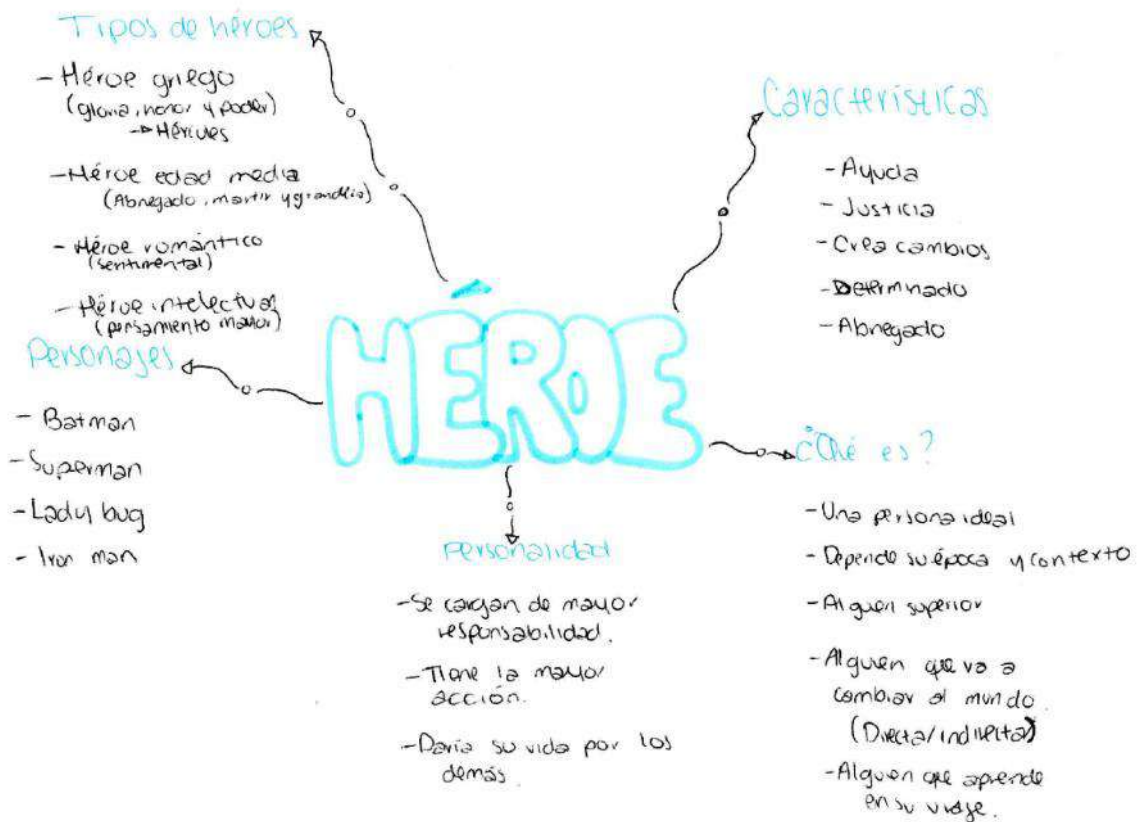 Tipos de héroes
- Héroe griego
(gloria, honor y poder)
→ Hércules
- Héroe edad media
(Abnegado, martir y grandeza)
- Héroe romántico
(sentimental)
- Héroe intelectual
(pensamiento mayor)
Personajes
- Batman
- Superman
- Lady bug
- Iron man
HÉROE
Personalidad
- Se cargan de mayor
responsabilidad.
- Tiene la mayor
acción.
- Daría su vida por los
demás.
Características
- Ayuda
- Justicia
- Crea cambios
- Determinado
- Abnegado
¿Qué es?
- Una persona ideal
- Depende su época y contexto
- Alguien superior
- Alguien que va a
cambiar el mundo.
(Directa/indirecta)
- Alguien que aprende
en su viaje.